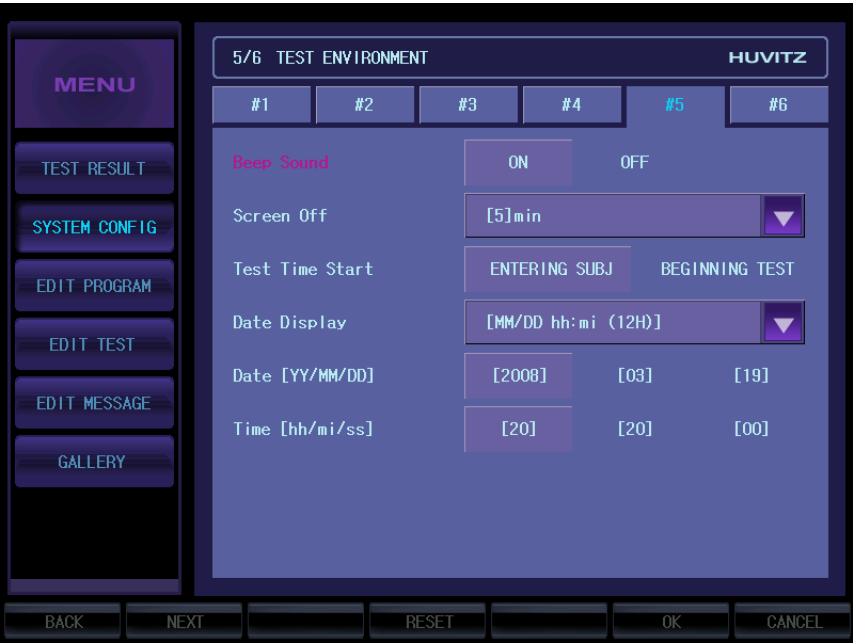 5/6 TEST ENVIRONMENT HUVITZ
MENU
#1 #2 #3 #4 #5 #6
TEST RESULT
SYSTEM CONFIG
EDIT PROGRAM
EDIT TEST
EDIT MESSAGE
GALLERY
Beep Sound ON OFF
Screen Off [5]min
Test Time Start ENTERING SUBJ BEGINNING TEST
Date Display [MM/DD hh:mi (12H)]
Date [YY/MM/DD] [2008] [03] [19]
Time [hh/mi/ss] [20] [20] [00]
BACK NEXT RESET OK CANCEL